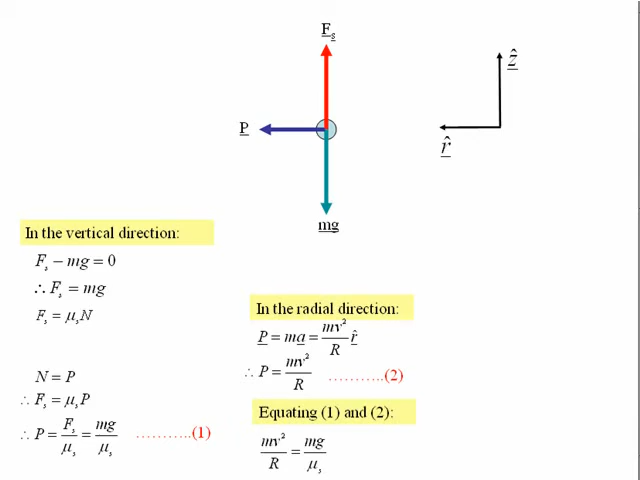 F_s
ẑ
P
r̂
mg
In the vertical direction:
F_s − mg = 0
∴ F_s = mg
F_s = μ_s N
N = P
∴ F_s = μ_s P
∴ P = F_s/μ_s = mg/μ_s ………..(1)
In the radial direction:
P = ma = mv²/R r̂
∴ P = mv²/R ………..(2)
Equating (1) and (2):
mv²/R = mg/μ_s